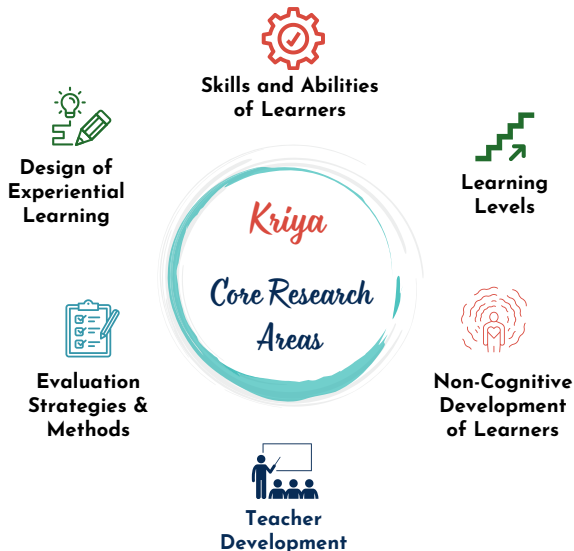 Skills and Abilities
of Learners
Learning
Levels
Non-Cognitive
Development
of Learners
Teacher
Development
Evaluation
Strategies &
Methods
Design of
Experiential
Learning
Kriya
Core Research
Areas